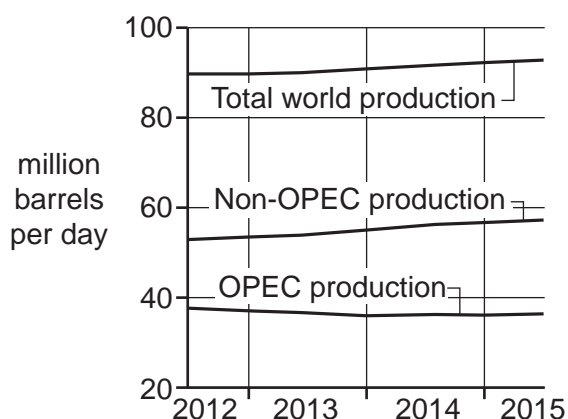 100
Total world production
80
million
barrels
per day
Non-OPEC production
60
OPEC production
40
20
2012 2013 2014 2015